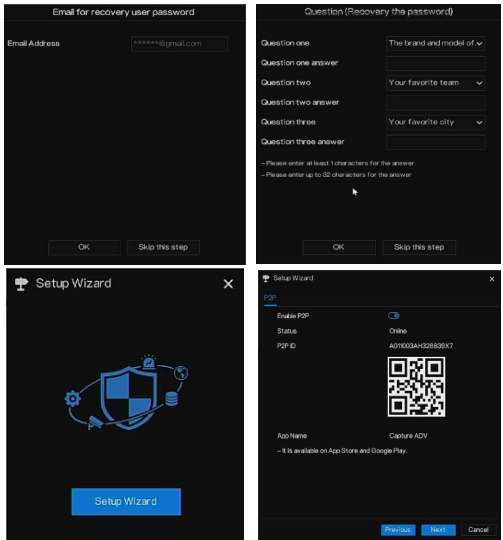 Email for recovery user password
Email Address
******@gmail.com
OK
Skip this step
Question (Recovery the password)
Question one
The brand and model of.
Question one answer
Question two
Your favorite team
Question two answer
Question three
Your favorite city
Question three answer
- Please enter at least 1 characters for the answer
- Please enter up to 32 characters for the answer
OK
Skip this step
Setup Wizard
Setup Wizard
Setup Wizard
P2P
Enable P2P
Status
Online
P2P ID
A011003AH326839X7
App Name
Capture ADV
- It is available on App Store and Google Play.
Previous
Next
Cancel